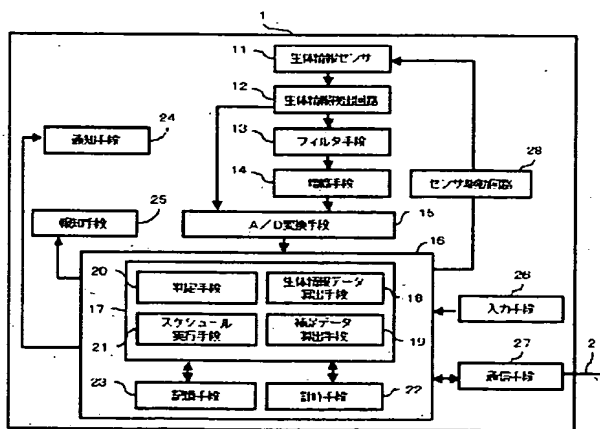 1
11
生体情報センサ
12
生体情報検出回路
24
通知手段
13
フィルタ手段
14
増幅手段
28
センサ駆動回路
25
報知手段
A/D変換手段
15
16
20
判定手段
生体情報データ
算出手段
18
26
入力手段
17
21
スケジュール
実行手段
補足データ
算出手段
19
27
通信手段
2
23
記憶手段
計時手段
22